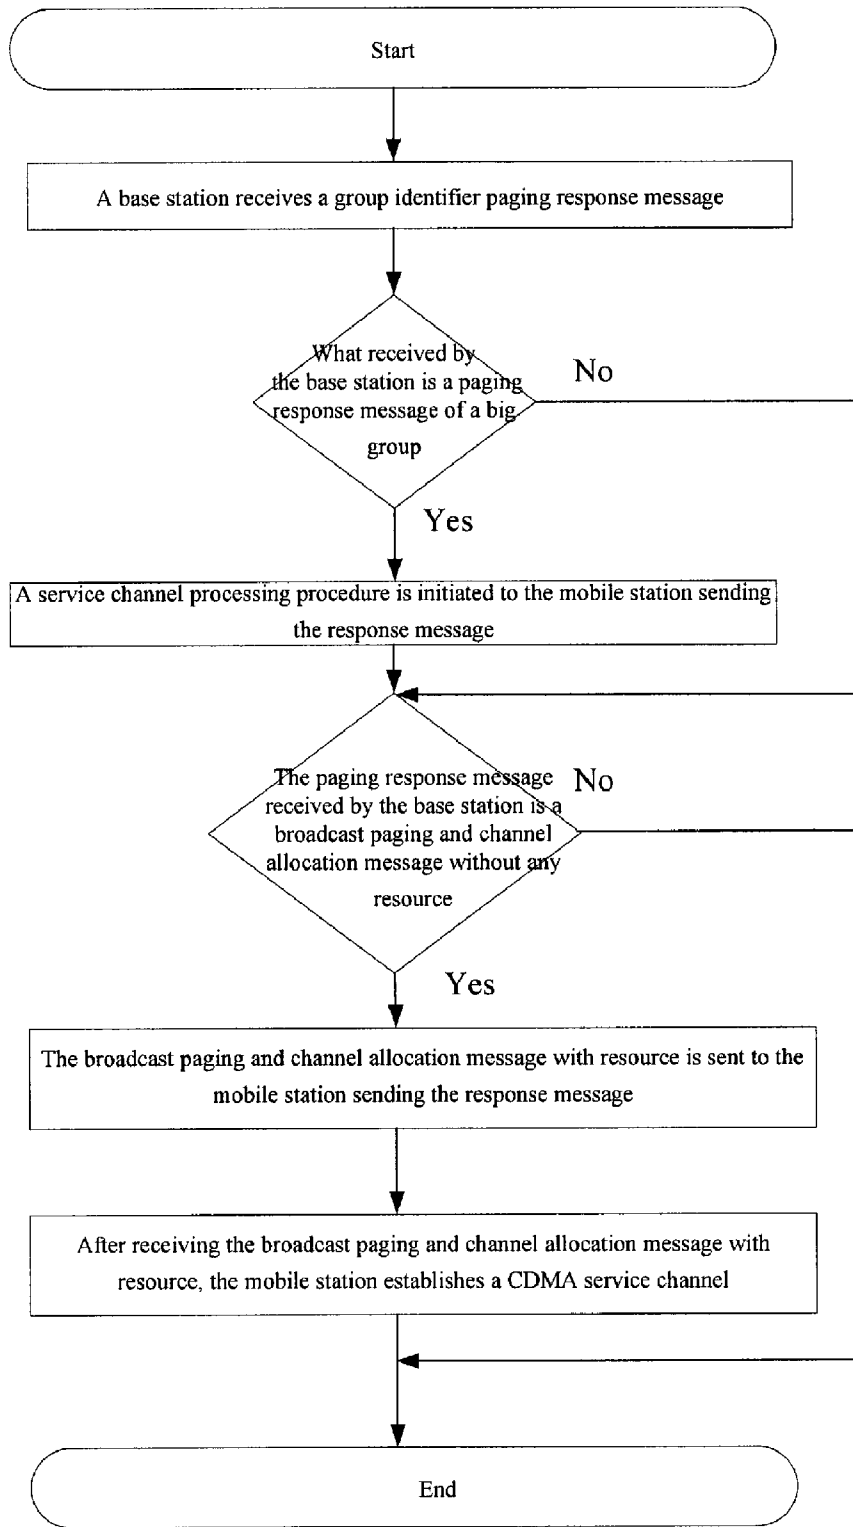 Start
A base station receives a group identifier paging response message
What received by
the base station is a paging
response message of a big
group
No
Yes
A service channel processing procedure is initiated to the mobile station sending
the response message
The paging response message
received by the base station is a
broadcast paging and channel
allocation message without any
resource
No
Yes
The broadcast paging and channel allocation message with resource is sent to the
mobile station sending the response message
After receiving the broadcast paging and channel allocation message with
resource, the mobile station establishes a CDMA service channel
End